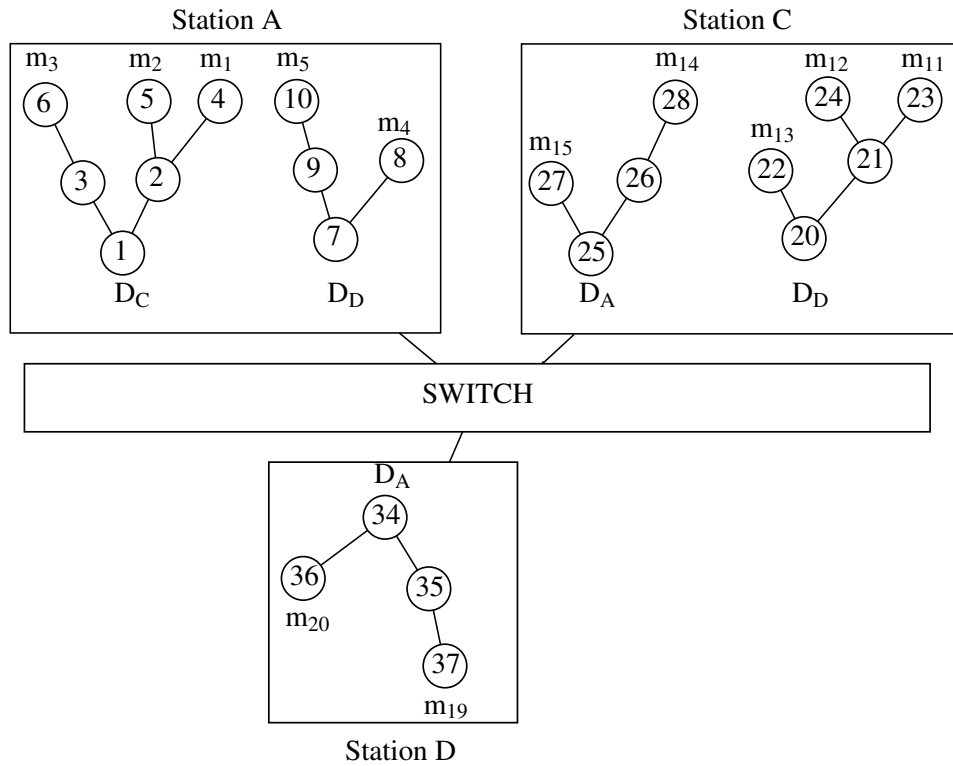 Station A
Station C
m3 m2 m1 m5
m4
6 5 4 10
8
3 2 9
1 7
DC DD
m14
m12 m11
m15 m13
28 24 23
27 26 22 21
25 20
DA DD
SWITCH
DA
34
36 35
m20
37
m19
Station D